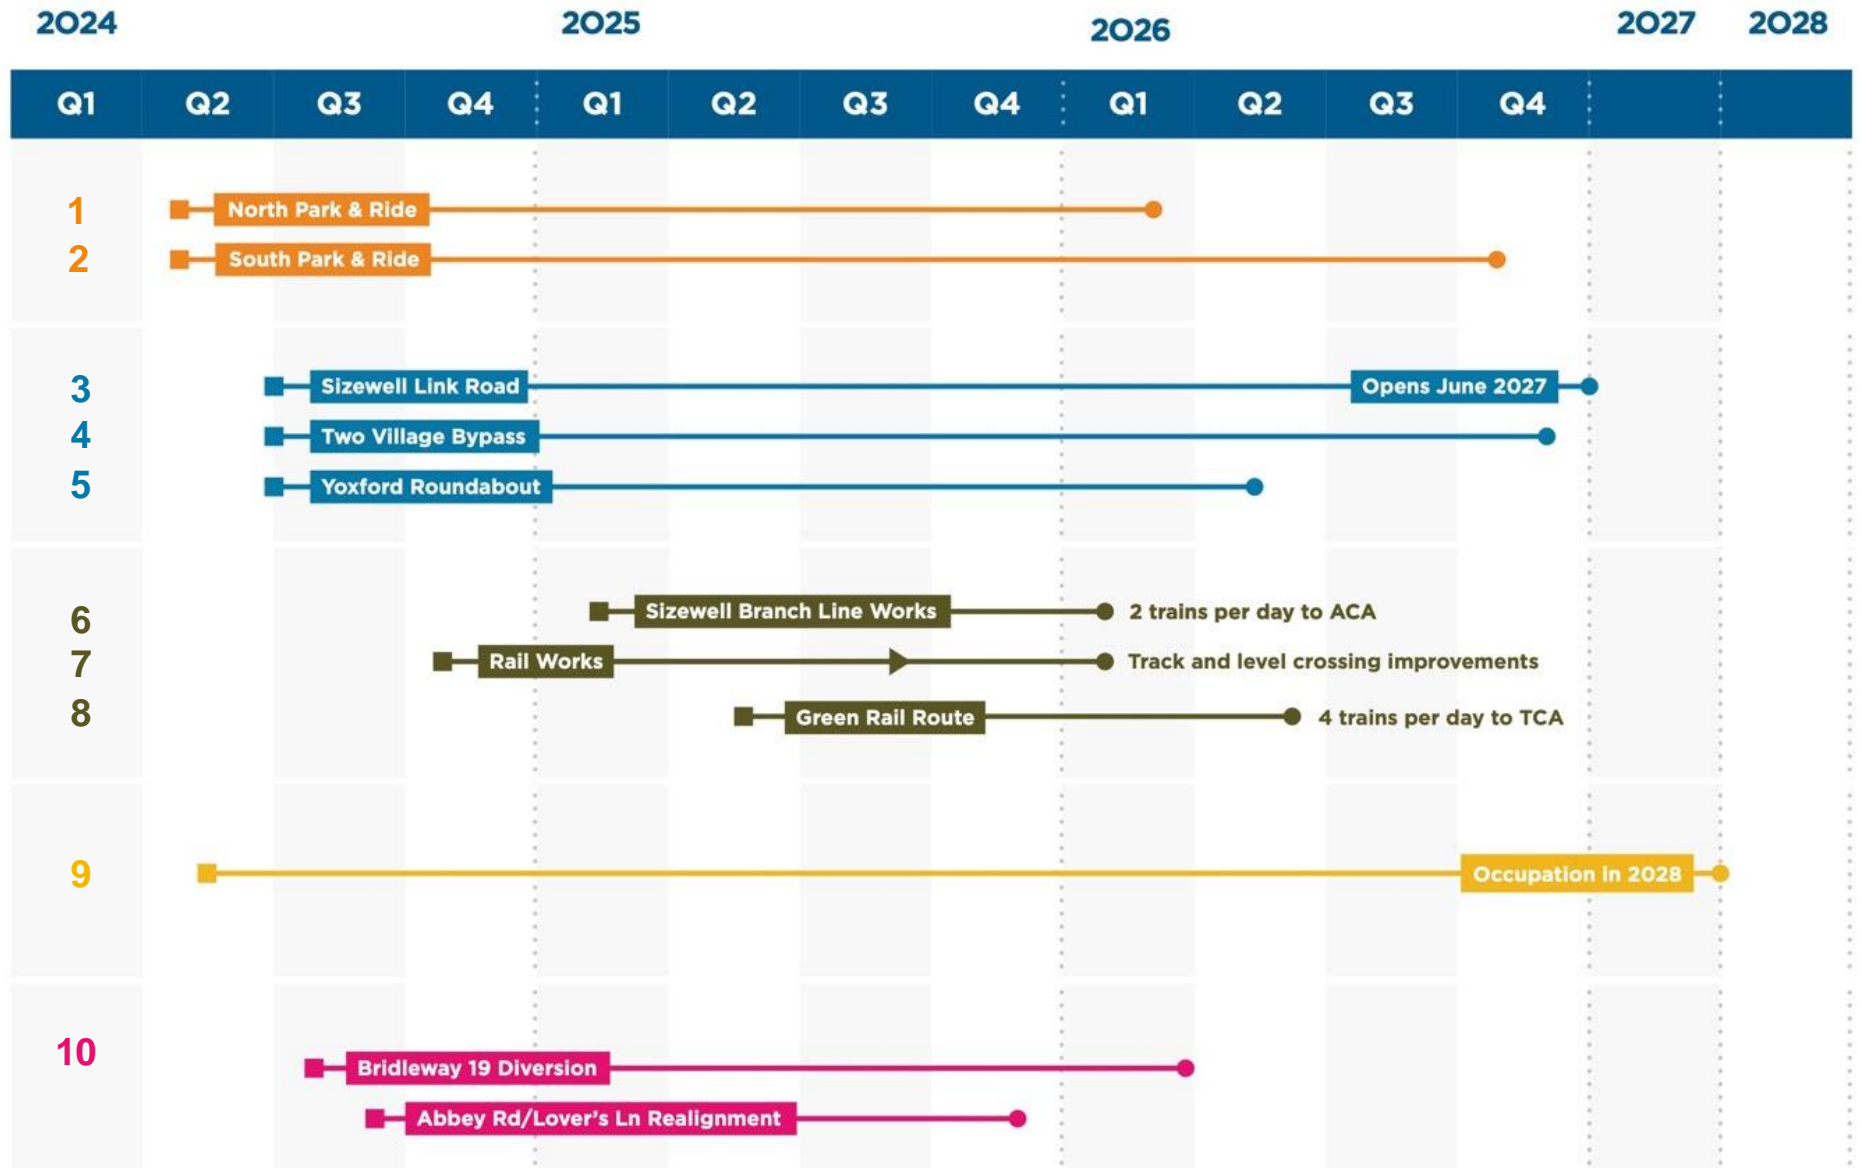 2024 2025 2026 2027 2028
Q1 Q2 Q3 Q4 Q1 Q2 Q3 Q4 Q1 Q2 Q3 Q4
1 North Park & Ride
2 South Park & Ride
3 Sizewell Link Road Opens June 2027
4 Two Village Bypass
5 Yoxford Roundabout
6 Sizewell Branch Line Works 2 trains per day to ACA
7 Rail Works Track and level crossing improvements
8 Green Rail Route 4 trains per day to TCA
9 Occupation in 2028
10 Bridleway 19 Diversion
Abbey Rd/Lover's Ln Realignment